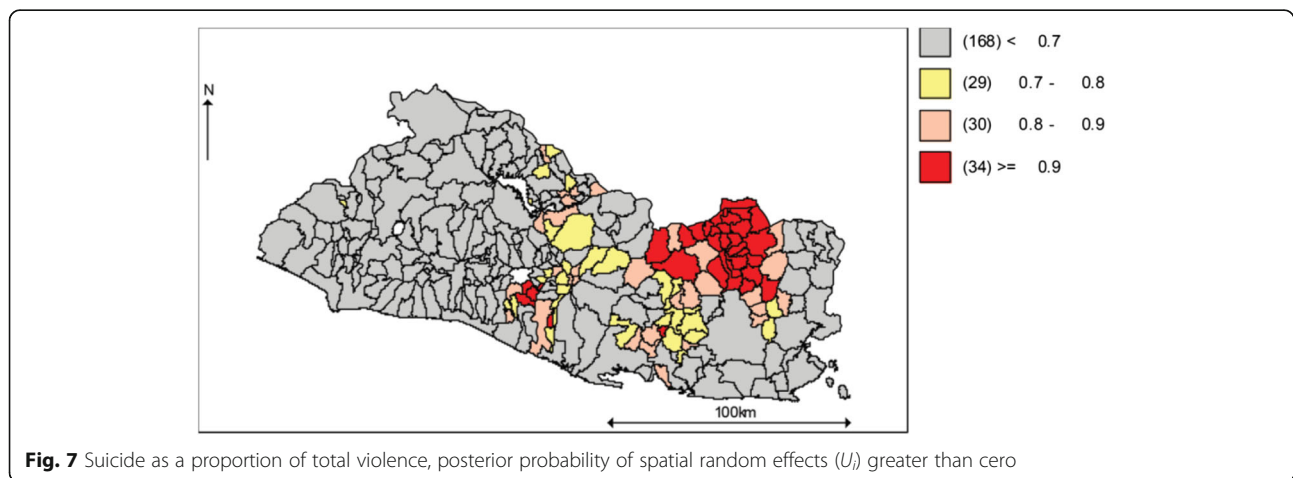 N
(168) < 0.7
(29) 0.7 - 0.8
(30) 0.8 - 0.9
(34) >= 0.9
100km
Fig. 7 Suicide as a proportion of total violence, posterior probability of spatial random effects (Ui) greater than cero